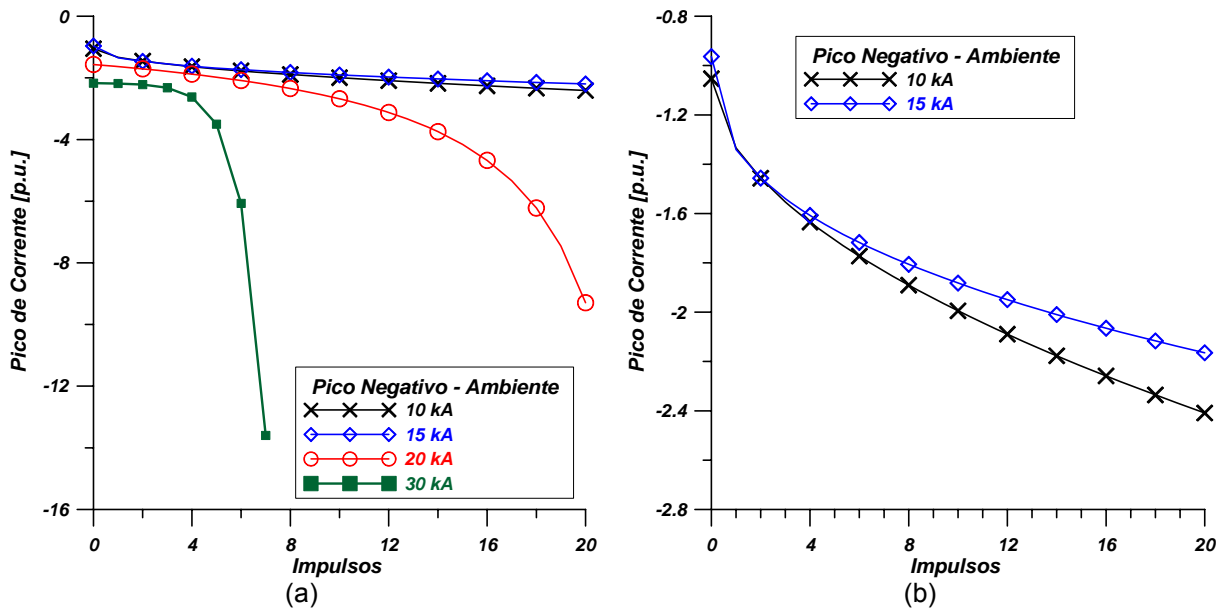 0
-4
-8
-12
-16
Pico de Corrente [p.u.]
Pico Negativo - Ambiente
10 kA
15 kA
20 kA
30 kA
0 4 8 12 16 20
Impulsos
(a)
-0.8
-1.2
-1.6
-2
-2.4
-2.8
Pico de Corrente [p.u.]
Pico Negativo - Ambiente
10 kA
15 kA
0 4 8 12 16 20
Impulsos
(b)